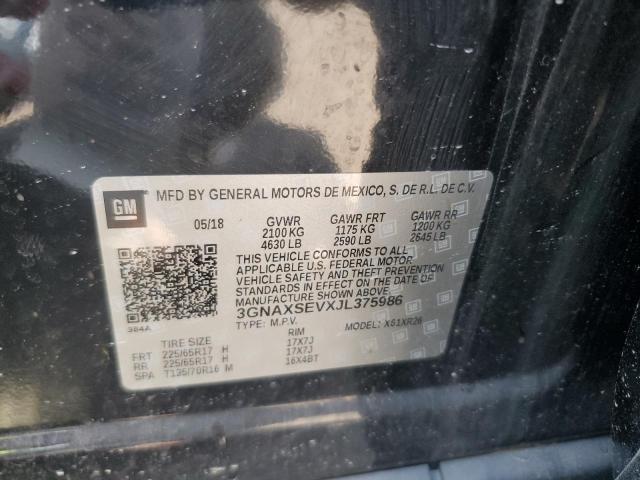 GM MFD BY GENERAL MOTORS DE MEXICO, S. DE R.L. DE C.V.
05/18 GVWR GAWR FRT GAWR RR
2100 KG 1175 KG 1200 KG
4630 LB 2590 LB 2645 LB
THIS VEHICLE CONFORMS TO ALL
APPLICABLE U.S. FEDERAL MOTOR
VEHICLE SAFETY AND THEFT PREVENTION
STANDARDS IN EFFECT ON THE DATE OF
MANUFACTURE SHOWN ABOVE.
3GNAXSEVXJL375986
384A
TYPE: M.P.V. MODEL: XS1XR26
TIRE SIZE RIM
FRT 225/65R17 H 17X7J
RR 225/65R17 H 17X7J
SPA T135/70R16 M 16X4BT